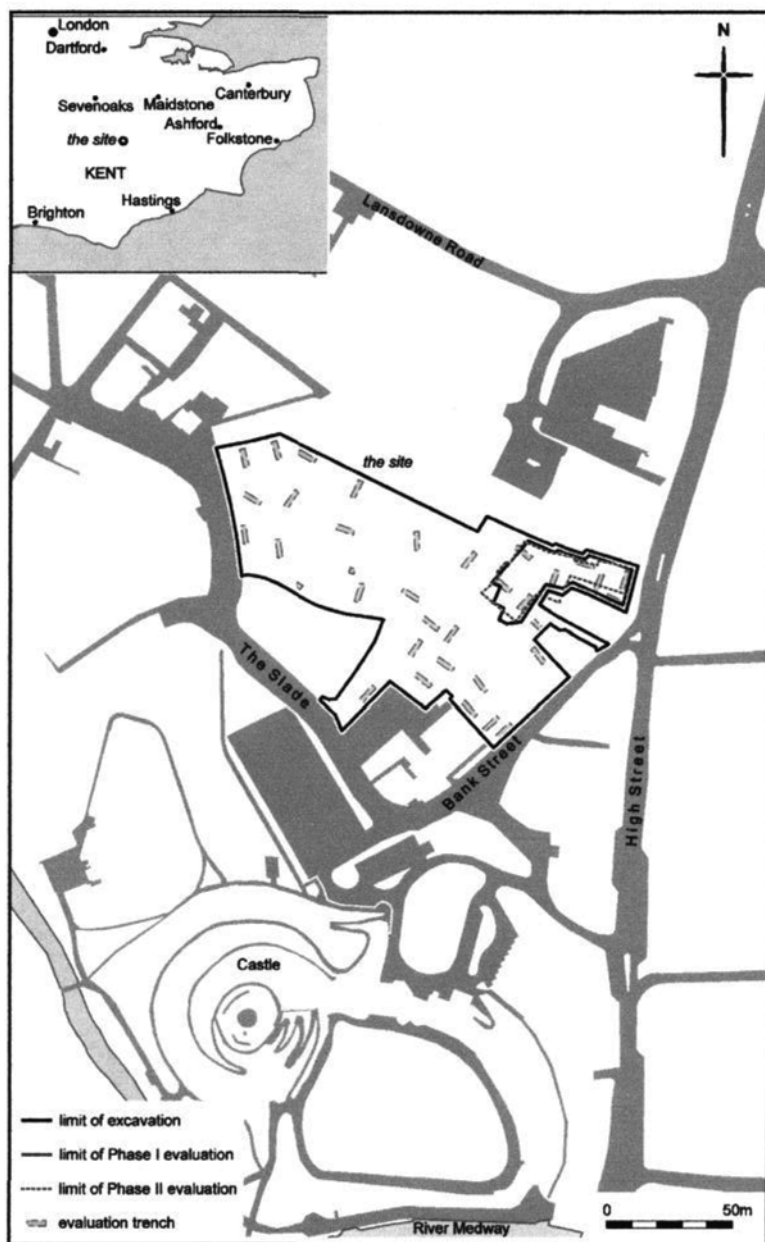 London
Dartford
Canterbury
Sevenoaks
Maidstone
Ashford
the site
Folkstone
KENT
Hastings
Brighton
N
Lansdowne Road
the site
The Slade
Bank Street
High Street
Castle
limit of excavation
limit of Phase I evaluation
limit of Phase II evaluation
evaluation trench
River Medway
0
50m